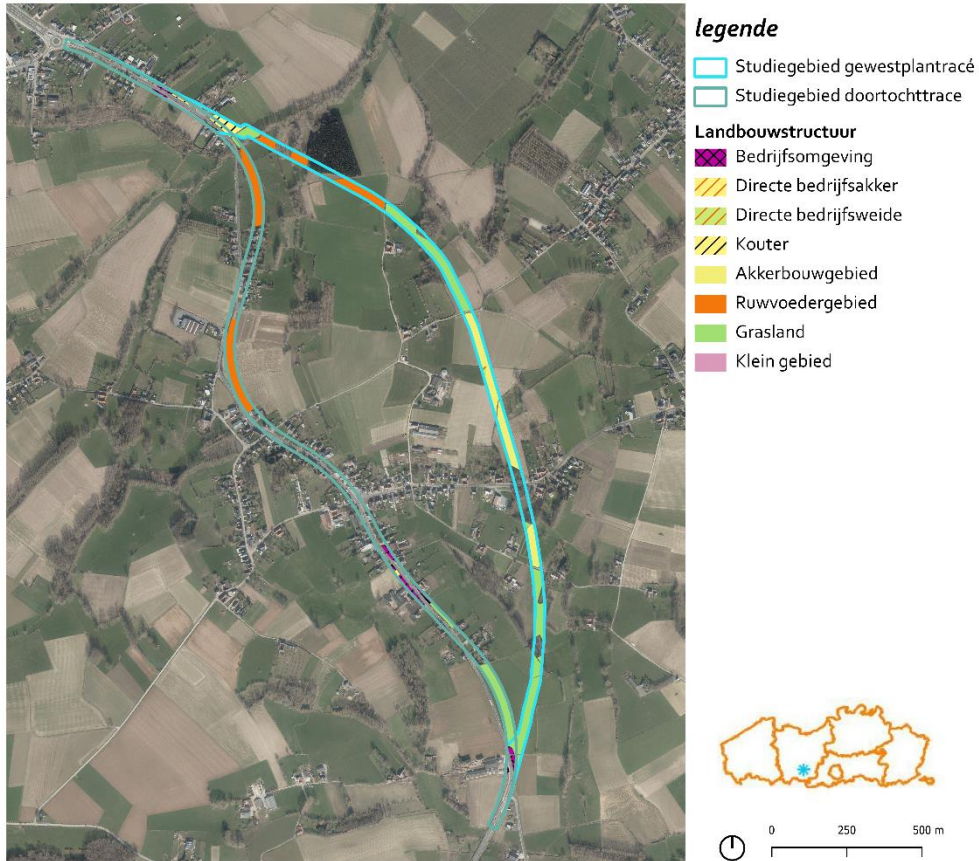 legende
Studiegebied gewestplantracé
Studiegebied doortochttrace
Landbouwstructuur
Bedrijfsomgeving
Directe bedrijfsakker
Directe bedrijfsweide
Kouter
Akkerbouwgebied
Ruwvoedergebied
Grasland
Klein gebied
0 250 500 m